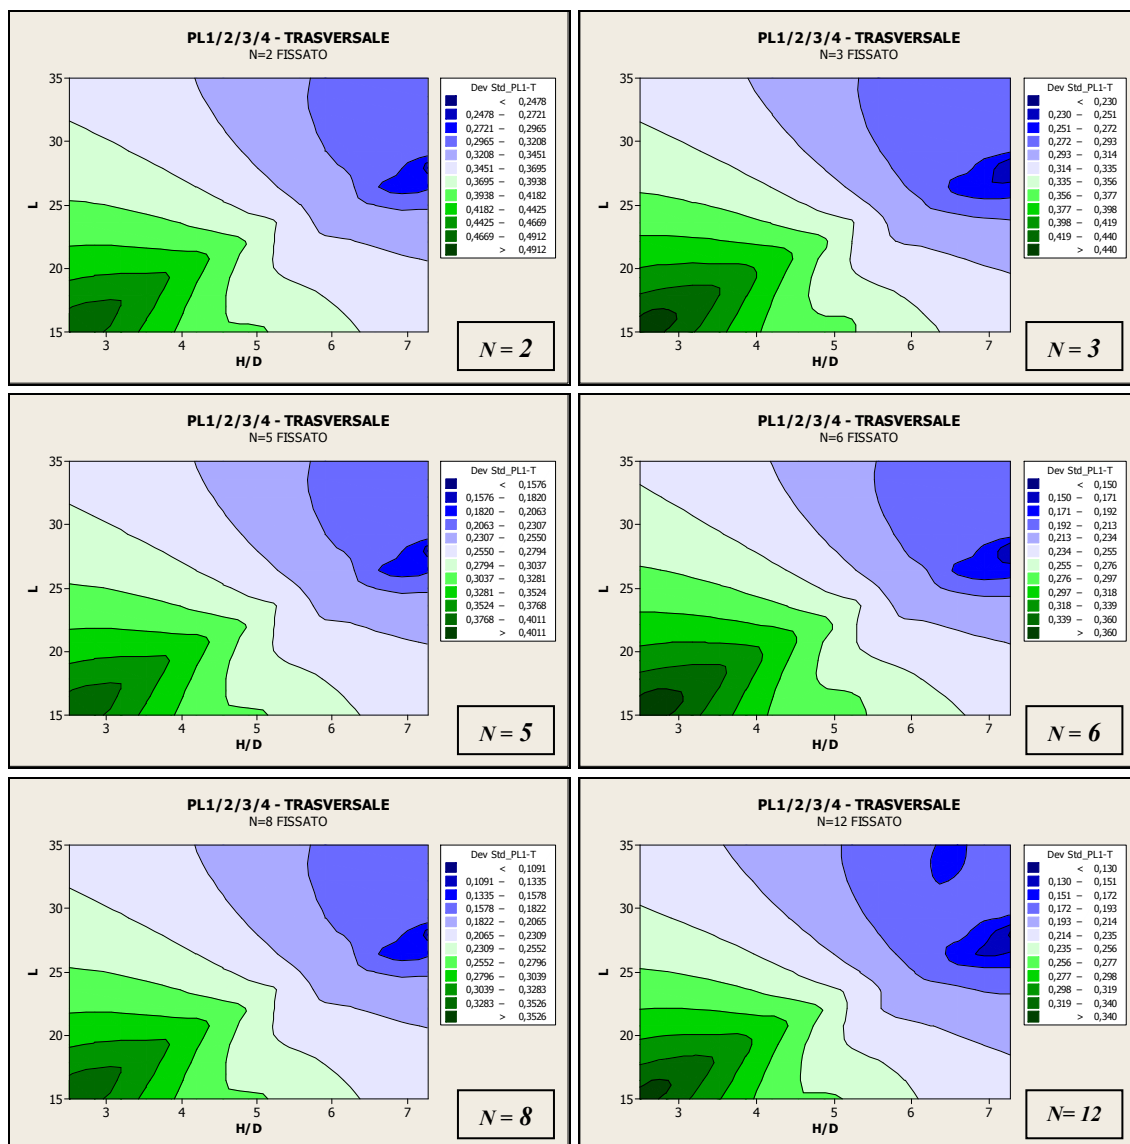 PL1/2/3/4 - TRASVERSALE
N=2 FISSATO
35
30
25
20
15
L
3 4 5 6 7
H/D
Dev Std_PL1-T
< 0,2478
0,2478 – 0,2721
0,2721 – 0,2965
0,2965 – 0,3208
0,3208 – 0,3451
0,3451 – 0,3695
0,3695 – 0,3938
0,3938 – 0,4182
0,4182 – 0,4425
0,4425 – 0,4669
0,4669 – 0,4912
> 0,4912
N = 2
PL1/2/3/4 - TRASVERSALE
N=3 FISSATO
35
30
25
20
15
L
3 4 5 6 7
H/D
Dev Std_PL1-T
< 0,230
0,230 – 0,251
0,251 – 0,272
0,272 – 0,293
0,293 – 0,314
0,314 – 0,335
0,335 – 0,356
0,356 – 0,377
0,377 – 0,398
0,398 – 0,419
0,419 – 0,440
> 0,440
N = 3
PL1/2/3/4 - TRASVERSALE
N=5 FISSATO
35
30
25
20
15
L
3 4 5 6 7
H/D
Dev Std_PL1-T
< 0,1576
0,1576 – 0,1820
0,1820 – 0,2063
0,2063 – 0,2307
0,2307 – 0,2550
0,2550 – 0,2794
0,2794 – 0,3037
0,3037 – 0,3281
0,3281 – 0,3524
0,3524 – 0,3768
0,3768 – 0,4011
> 0,4011
N = 5
PL1/2/3/4 - TRASVERSALE
N=6 FISSATO
35
30
25
20
15
L
3 4 5 6 7
H/D
Dev Std_PL1-T
< 0,150
0,150 – 0,171
0,171 – 0,192
0,192 – 0,213
0,213 – 0,234
0,234 – 0,255
0,255 – 0,276
0,276 – 0,297
0,297 – 0,318
0,318 – 0,339
0,339 – 0,360
> 0,360
N = 6
PL1/2/3/4 - TRASVERSALE
N=8 FISSATO
35
30
25
20
15
L
3 4 5 6 7
H/D
Dev Std_PL1-T
< 0,1091
0,1091 – 0,1335
0,1335 – 0,1578
0,1578 – 0,1822
0,1822 – 0,2065
0,2065 – 0,2309
0,2309 – 0,2552
0,2552 – 0,2796
0,2796 – 0,3039
0,3039 – 0,3283
0,3283 – 0,3526
> 0,3526
N = 8
PL1/2/3/4 - TRASVERSALE
N=12 FISSATO
35
30
25
20
15
L
3 4 5 6 7
H/D
Dev Std_PL1-T
< 0,130
0,130 – 0,151
0,151 – 0,172
0,172 – 0,193
0,193 – 0,214
0,214 – 0,235
0,235 – 0,256
0,256 – 0,277
0,277 – 0,298
0,298 – 0,319
0,319 – 0,340
> 0,340
N= 12